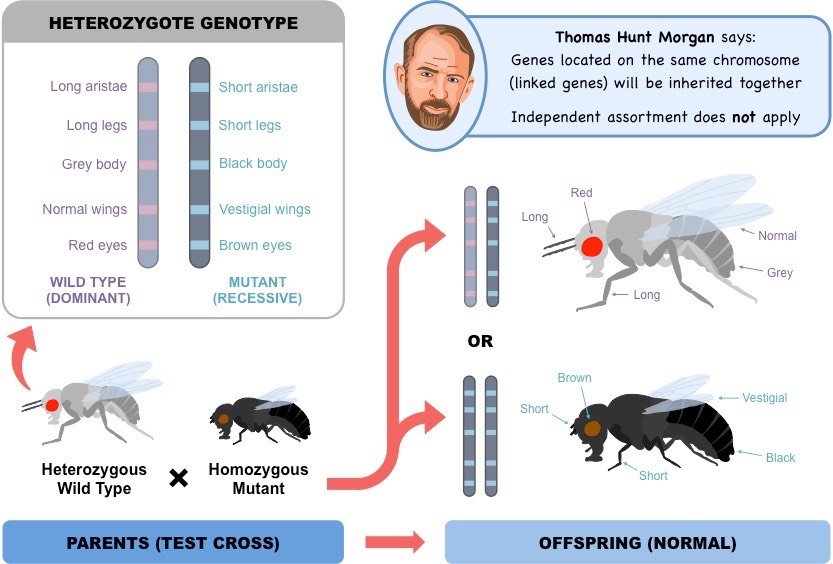 HETEROZYGOTE GENOTYPE
Long aristae
Short aristae
Long legs
Short legs
Grey body
Black body
Normal wings
Vestigial wings
Red eyes
Brown eyes
WILD TYPE
(DOMINANT)
MUTANT
(RECESSIVE)
Thomas Hunt Morgan says:
Genes located on the same chromosome
(linked genes) will be inherited together
Independent assortment does not apply
Red
Long
Normal
Grey
Long
OR
Brown
Short
Vestigial
Black
Short
Heterozygous
Wild Type
×
Homozygous
Mutant
PARENTS (TEST CROSS)
OFFSPRING (NORMAL)